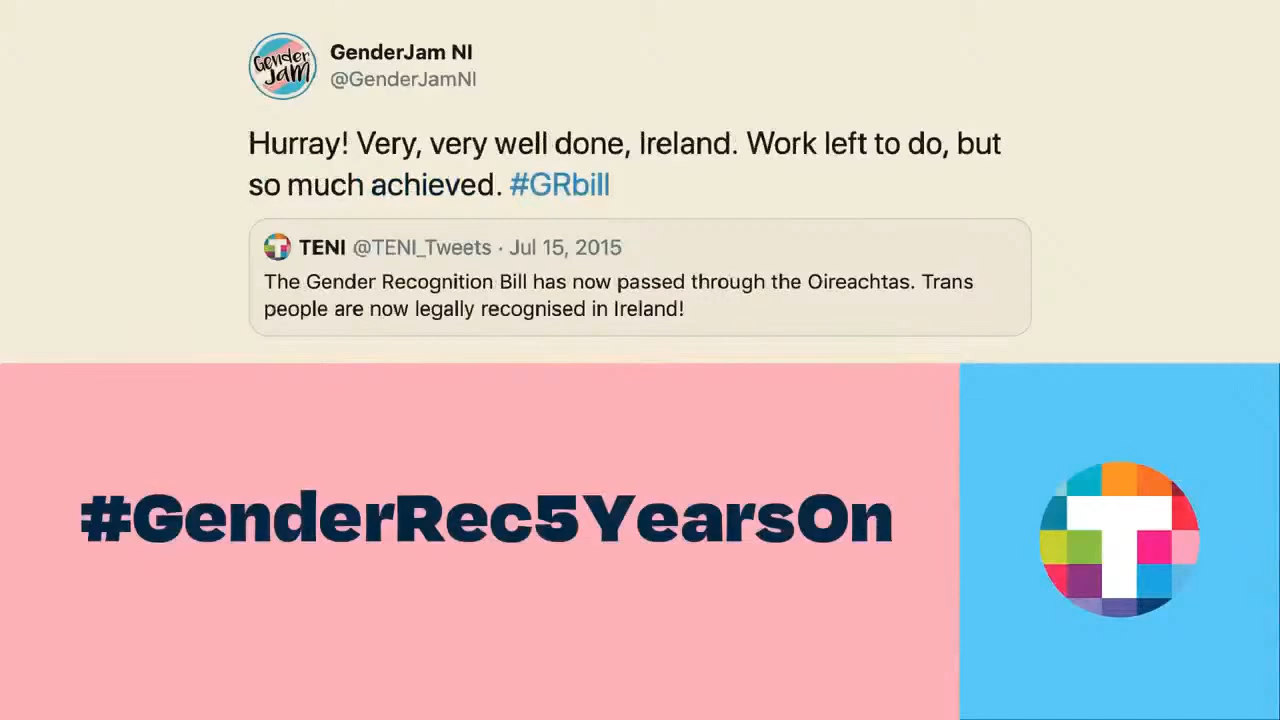 Gender
Jam
GenderJam NI
@GenderJamNI
Hurray! Very, very well done, Ireland. Work left to do, but
so much achieved. #GRbill
TENI @TENI_Tweets · Jul 15, 2015
The Gender Recognition Bill has now passed through the Oireachtas. Trans
people are now legally recognised in Ireland!
#GenderRec5YearsOn
T